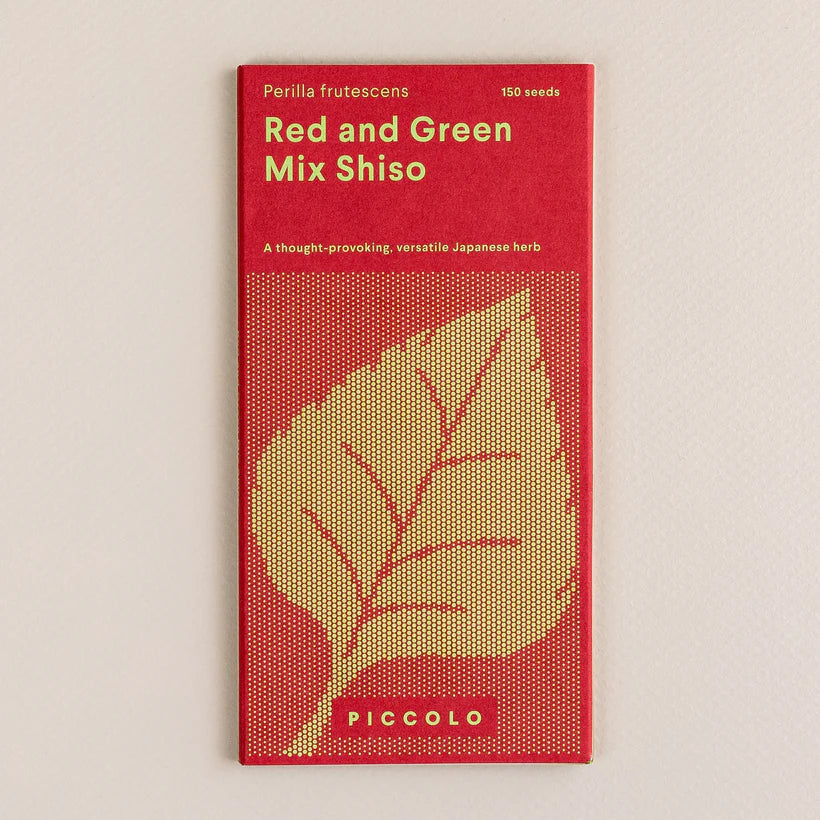 Perilla frutescens
150 seeds
Red and Green
Mix Shiso
A thought-provoking, versatile Japanese herb
PICCOLO